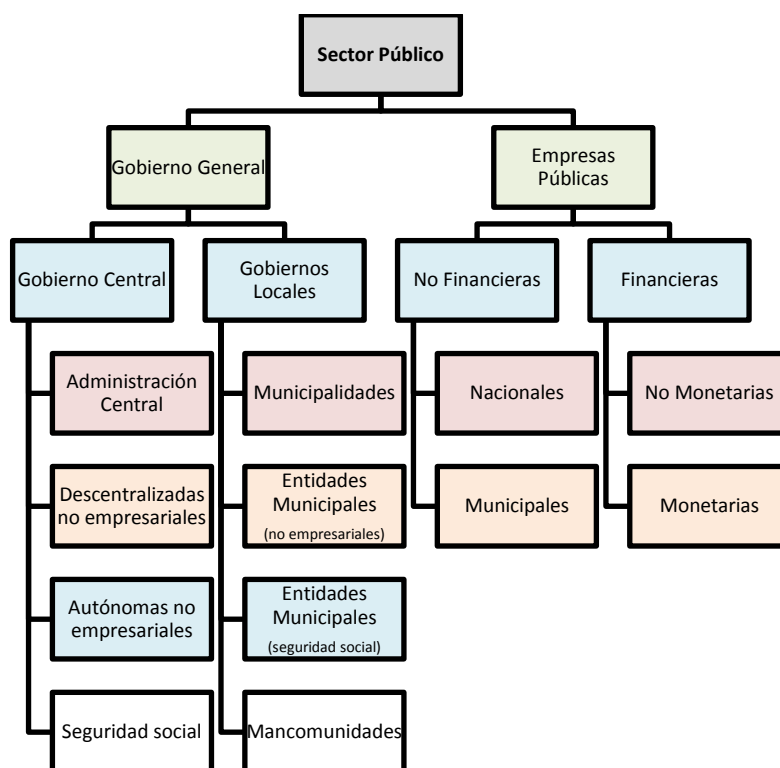 Sector Público
Gobierno General
Empresas
Públicas
Gobierno Central
Gobiernos
Locales
No Financieras
Financieras
Administración
Central
Municipalidades
Nacionales
No Monetarias
Descentralizadas
no empresariales
Entidades
Municipales
(no empresariales)
Municipales
Monetarias
Autónomas no
empresariales
Entidades
Municipales
(seguridad social)
Seguridad social
Mancomunidades